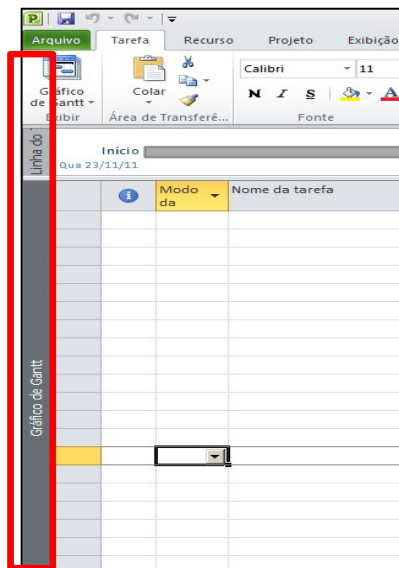 Arquivo Tarefa Recurso Projeto Exibição
Calibri 11
Gráfico
de Gantt
Colar
N I S A
Exibir Área de Transferê... Fonte
Linha do
Início
Qua 23/11/11
Modo
da
Nome da tarefa
Gráfico de Gantt